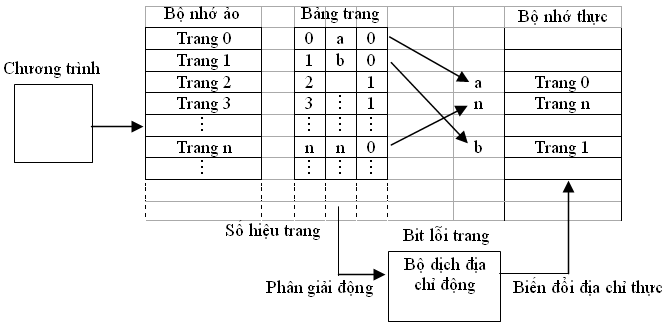 Bộ nhớ ảo Bảng trang Bộ nhớ thực
Trang 0 0 a 0
Trang 1 1 b 0
Chương trình
Trang 2 2 1 a Trang 0
Trang 3 3 ⋮ 1 n Trang n
⋮ ⋮ ⋮ ⋮ ⋮
Trang n n n 0 b Trang 1
⋮ ⋮ ⋮ ⋮ ⋮
Số hiệu trang
Bit lỗi trang
Bộ dịch địa
chỉ động
Phân giải động
Biến đổi địa chỉ thực